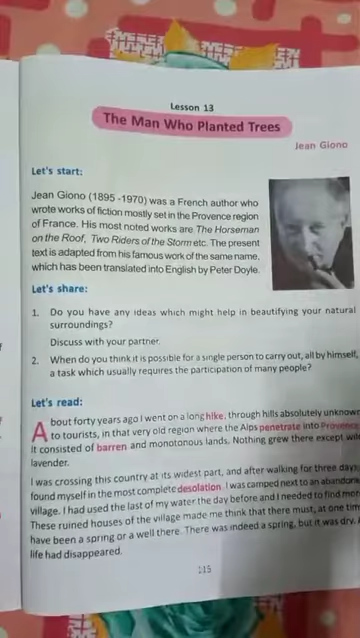 Lesson 13
The Man Who Planted Trees
Jean Giono
Let's start:
Jean Giono (1895 -1970) was a French author who
wrote works of fiction mostly set in the Provence region
of France. His most noted works are The Horseman
on the Roof, Two Riders of the Storm etc. The present
text is adapted from his famous work of the same name,
which has been translated into English by Peter Doyle.
Let's share:
1. Do you have any ideas which might help in beautifying your natural
surroundings?
Discuss with your partner.
2. When do you think it is possible for a single person to carry out, all by himself,
a task which usually requires the participation of many people?
Let's read:
About forty years ago I went on a long hike, through hills absolutely unknown
to tourists, in that very old region where the Alps penetrate into Provence
It consisted of barren and monotonous lands. Nothing grew there except wild
lavender.
I was crossing this country at its widest part, and after walking for three days
found myself in the most complete desolation. I was camped next to an
village. I had used the last of my water the day before and I needed to find more
These ruined houses of the village made me think that there must, at one time
have been a spring or a well there. There was indeed a spring, but it was dry.
life had disappeared.
115